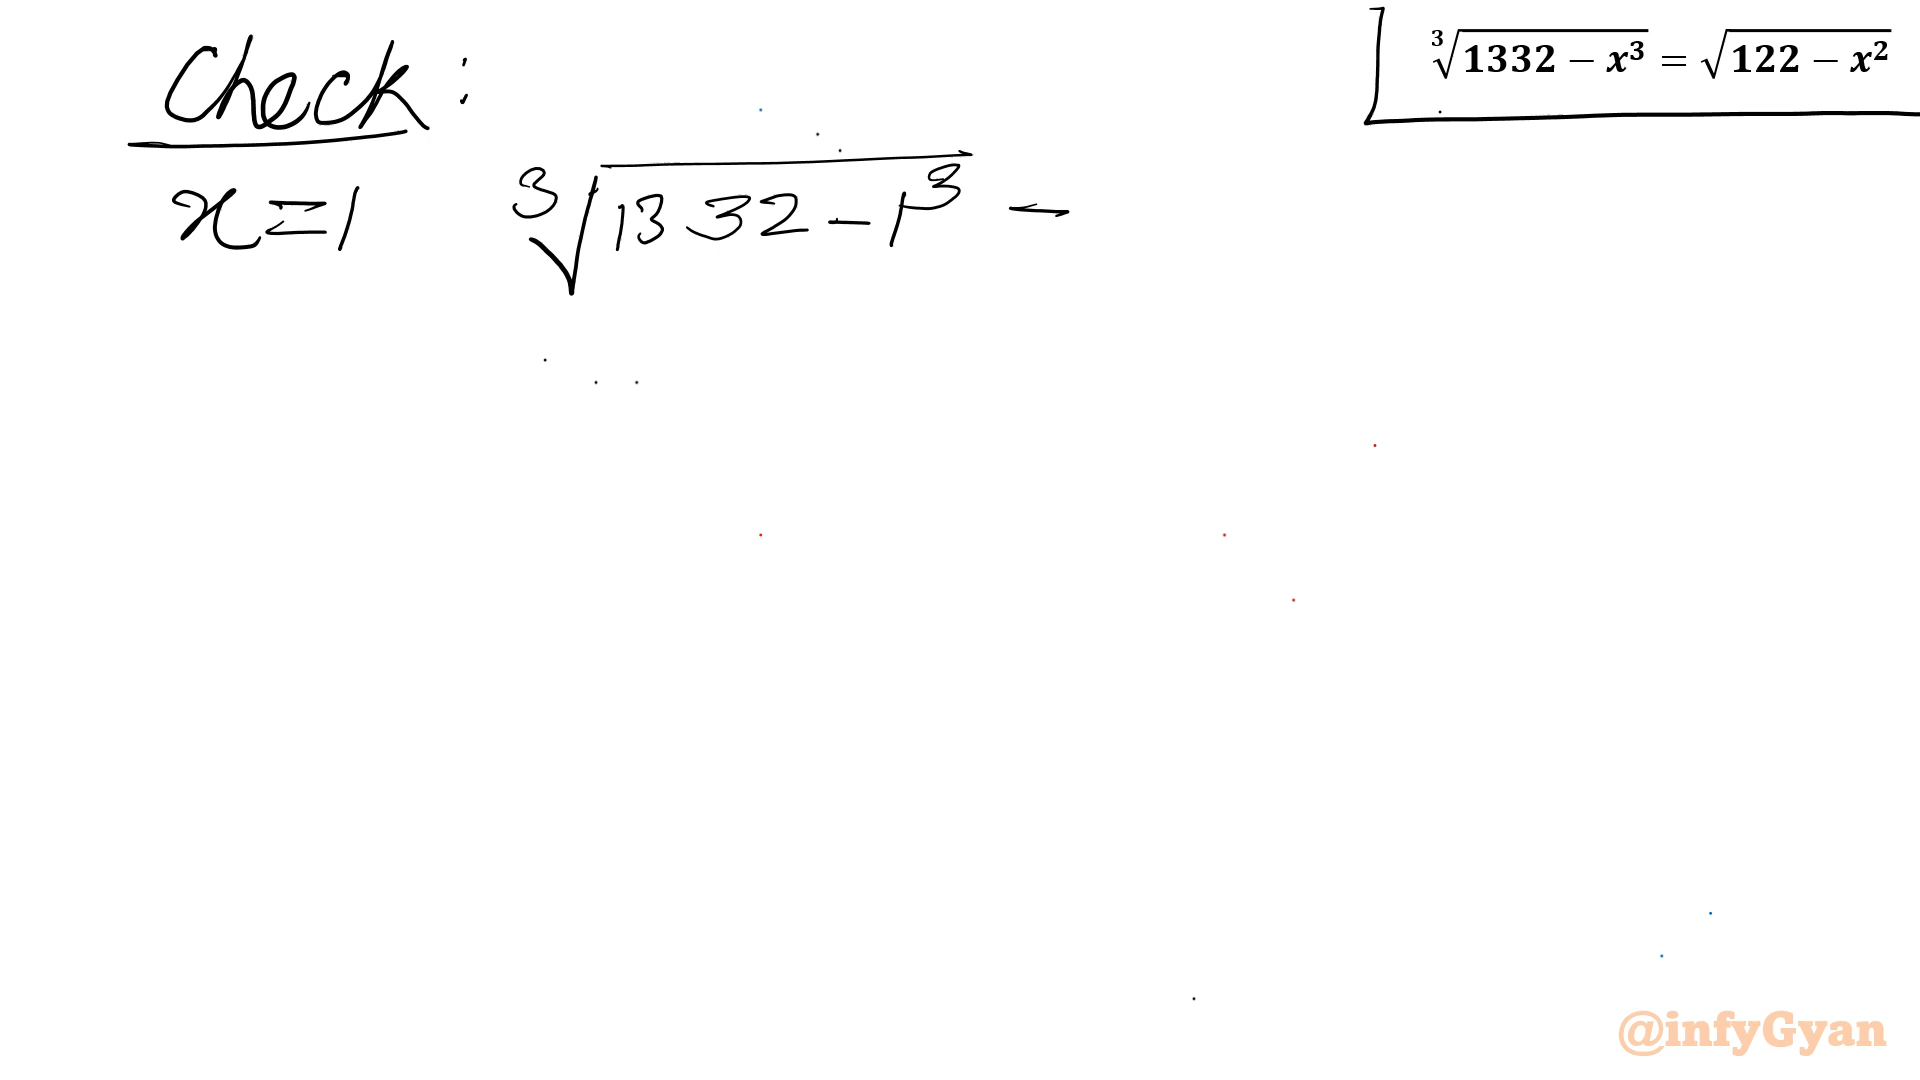 Check :
∛(1332 − x³) = √(122 − x²)
x = 1    ∛(1332 − 1³) −
@infyGyan